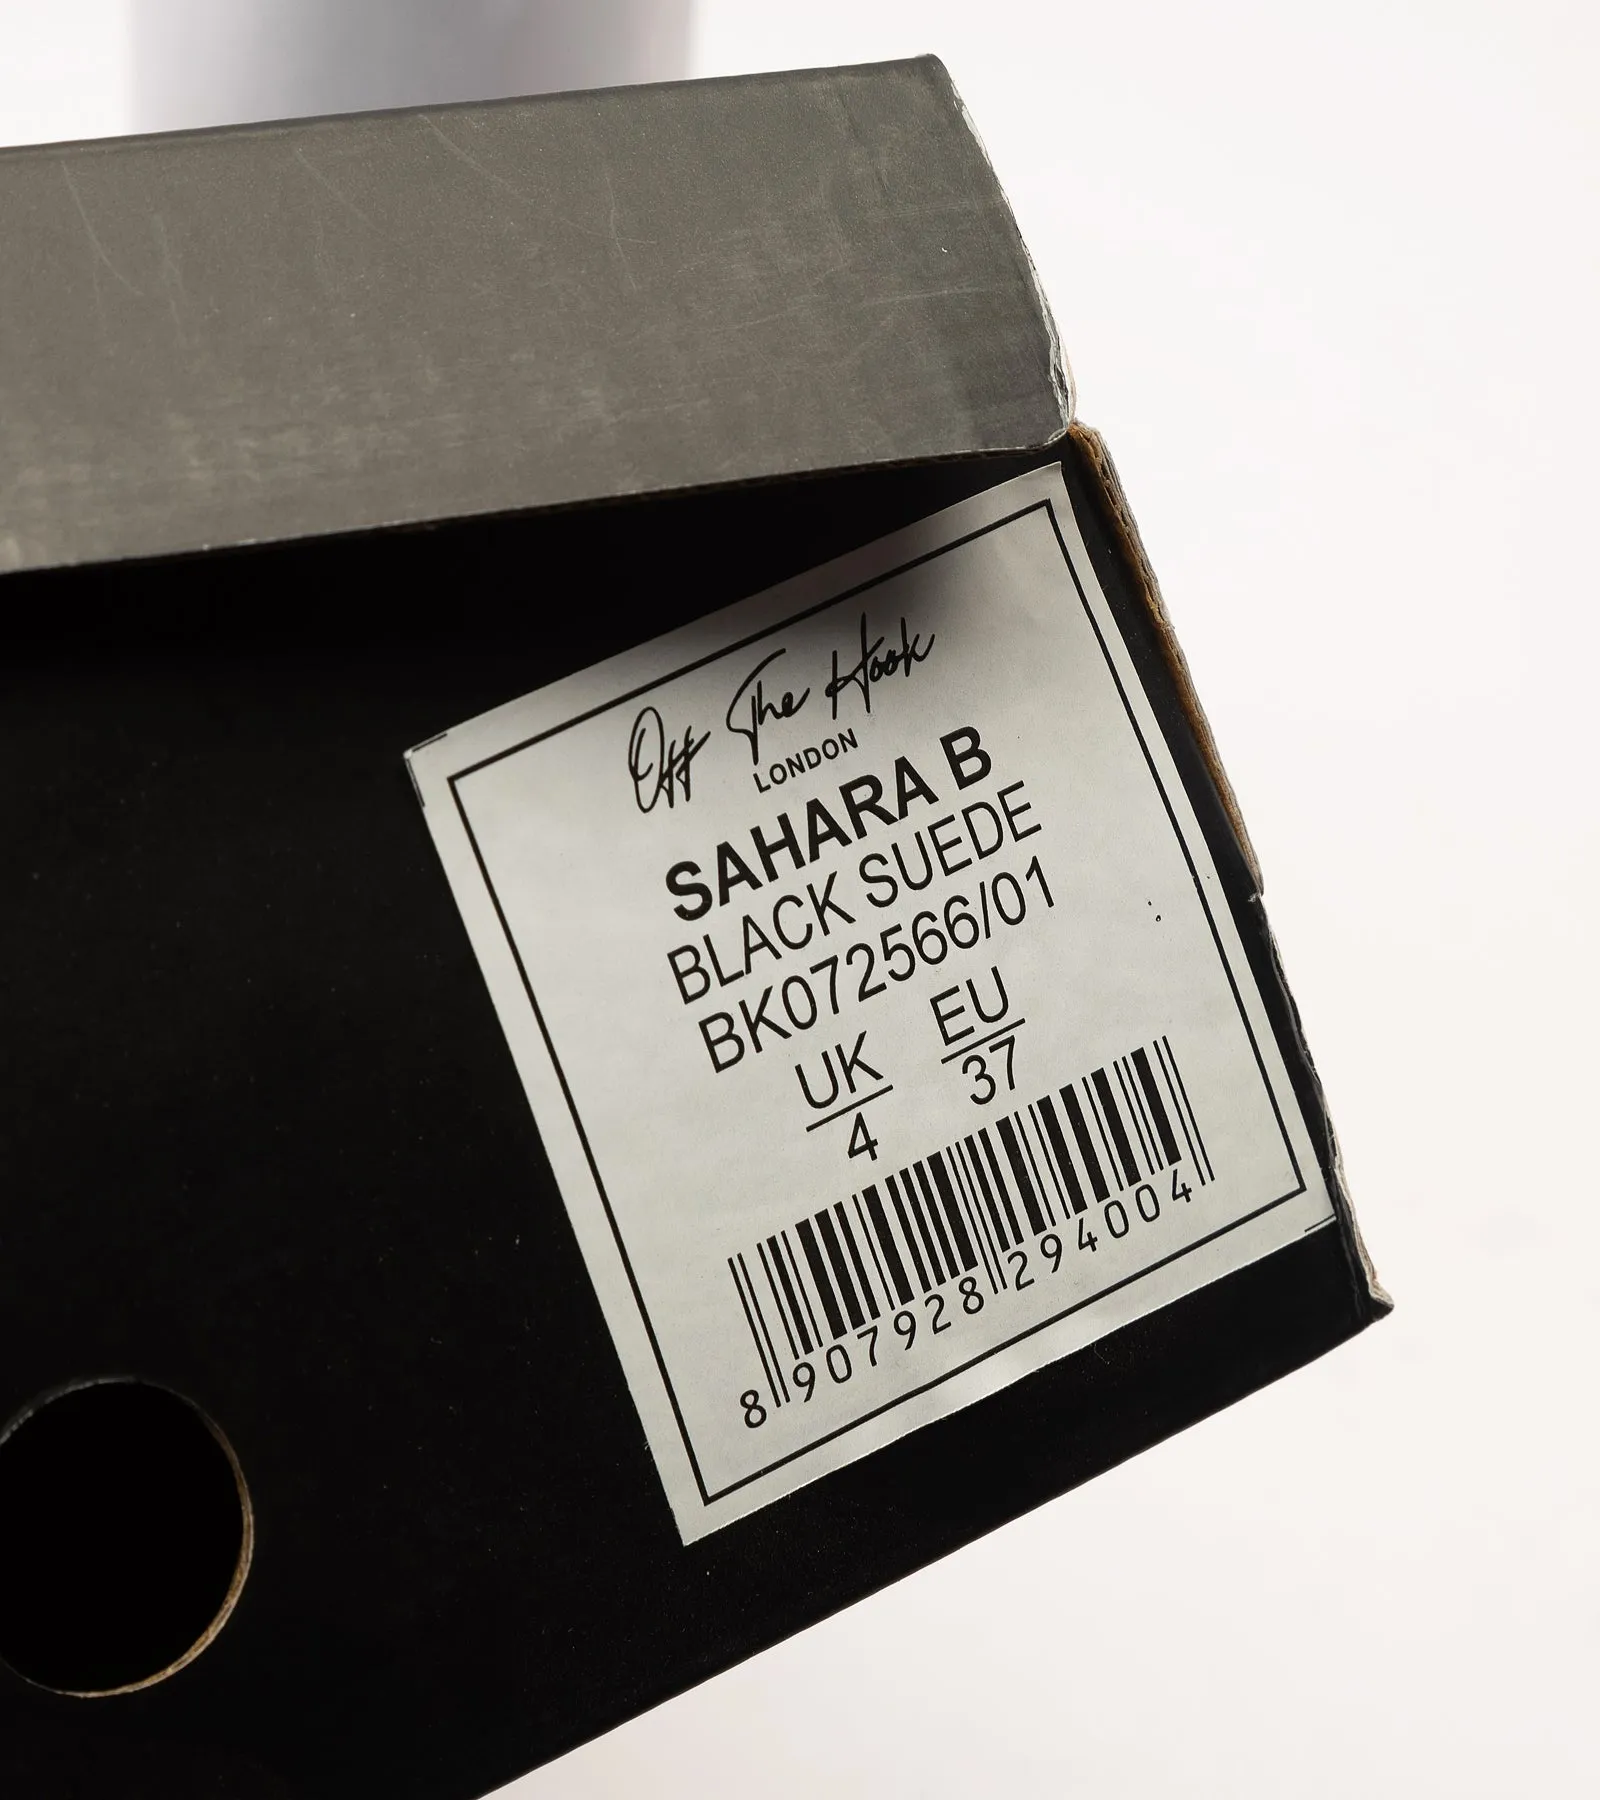 Off The Hook
LONDON
SAHARA B
BLACK SUEDE
BK072566/01
UK EU
4 37
8 907928 294004